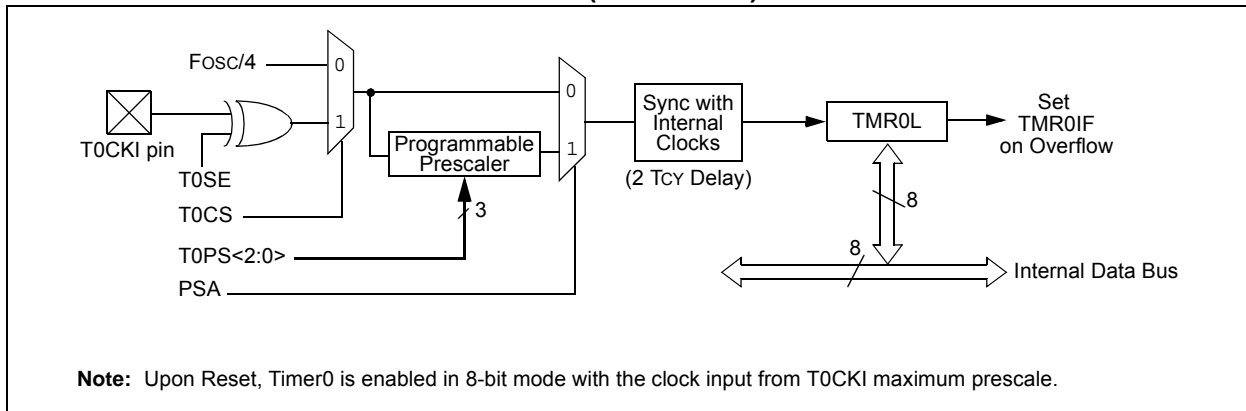 FOSC/4
0
1
T0CKI pin
T0SE
T0CS
T0PS<2:0>
PSA
Programmable
Prescaler
3
0
1
Sync with
Internal
Clocks
(2 TCY Delay)
TMR0L
Set
TMR0IF
on Overflow
8
8
Internal Data Bus
Note: Upon Reset, Timer0 is enabled in 8-bit mode with the clock input from T0CKI maximum prescale.